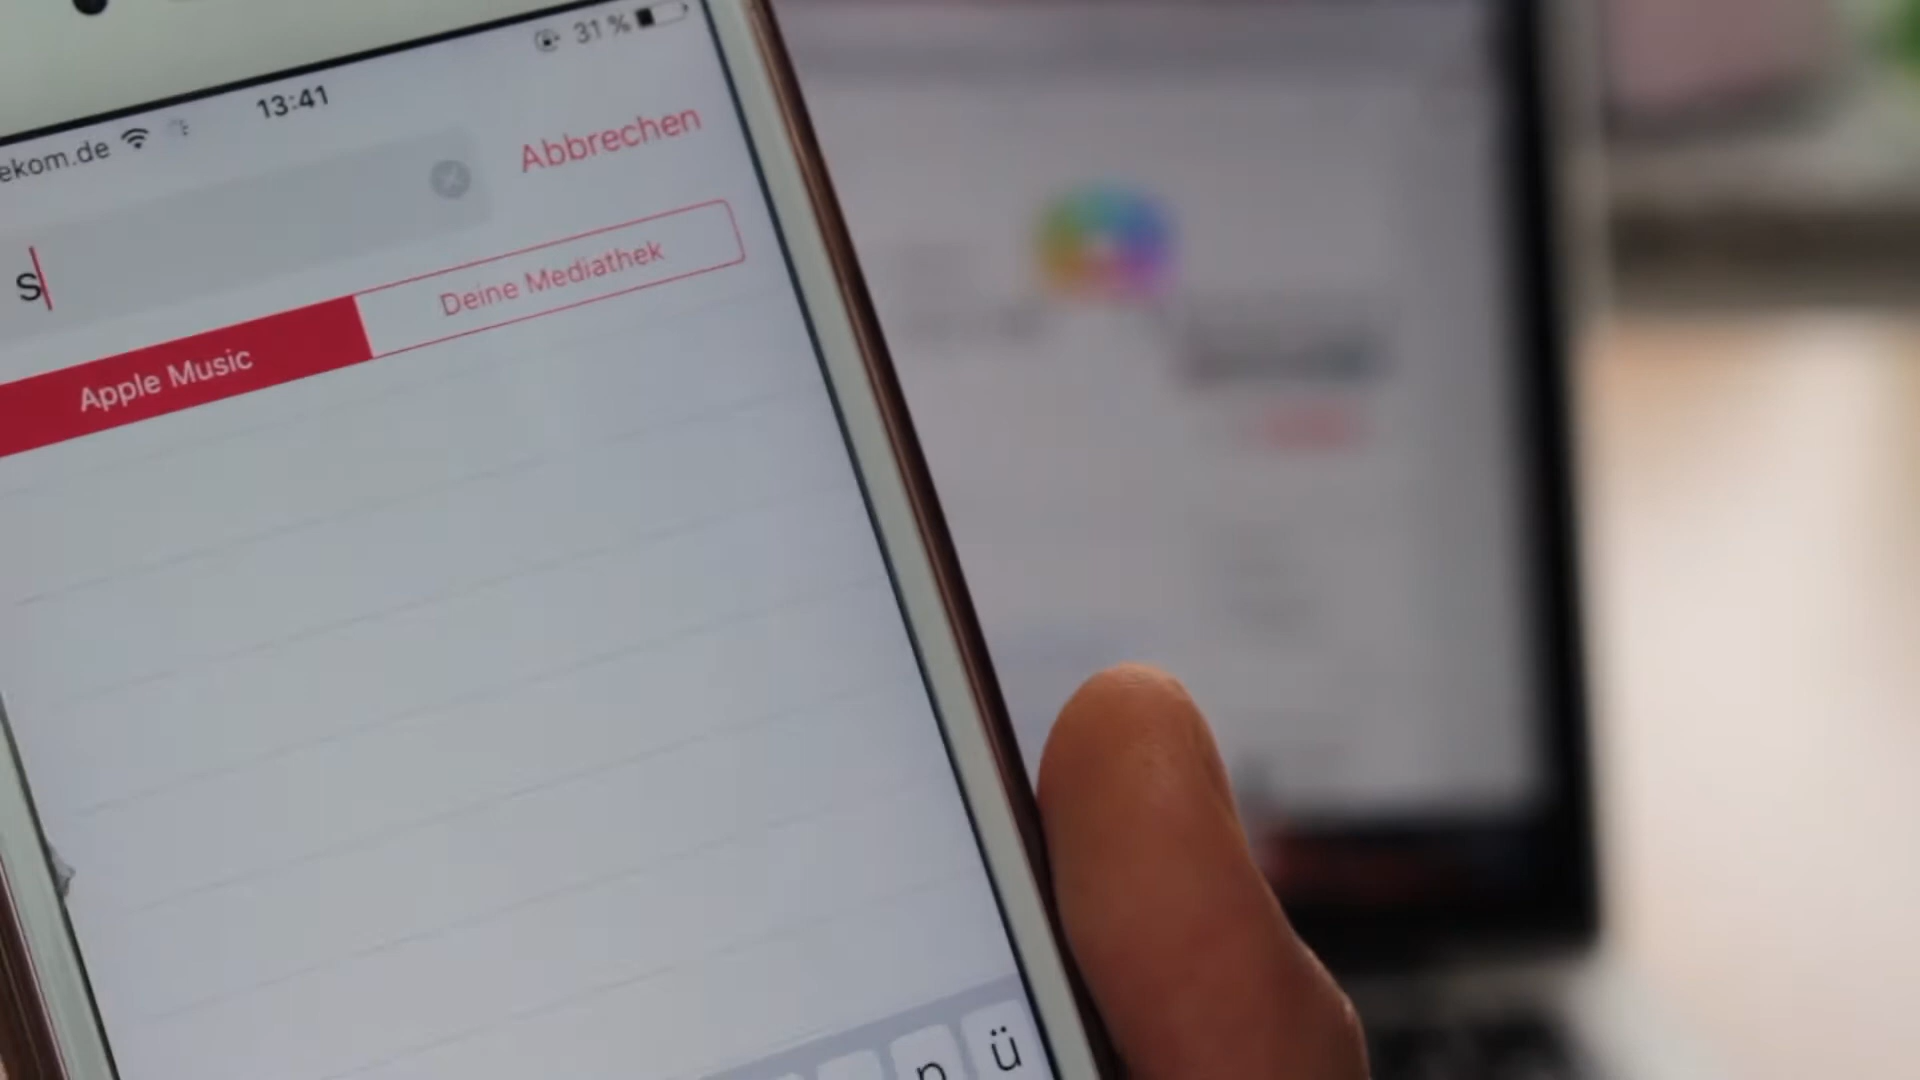 31 %
13:41
ekom.de
Abbrechen
s
Deine Mediathek
Apple Music
p ü